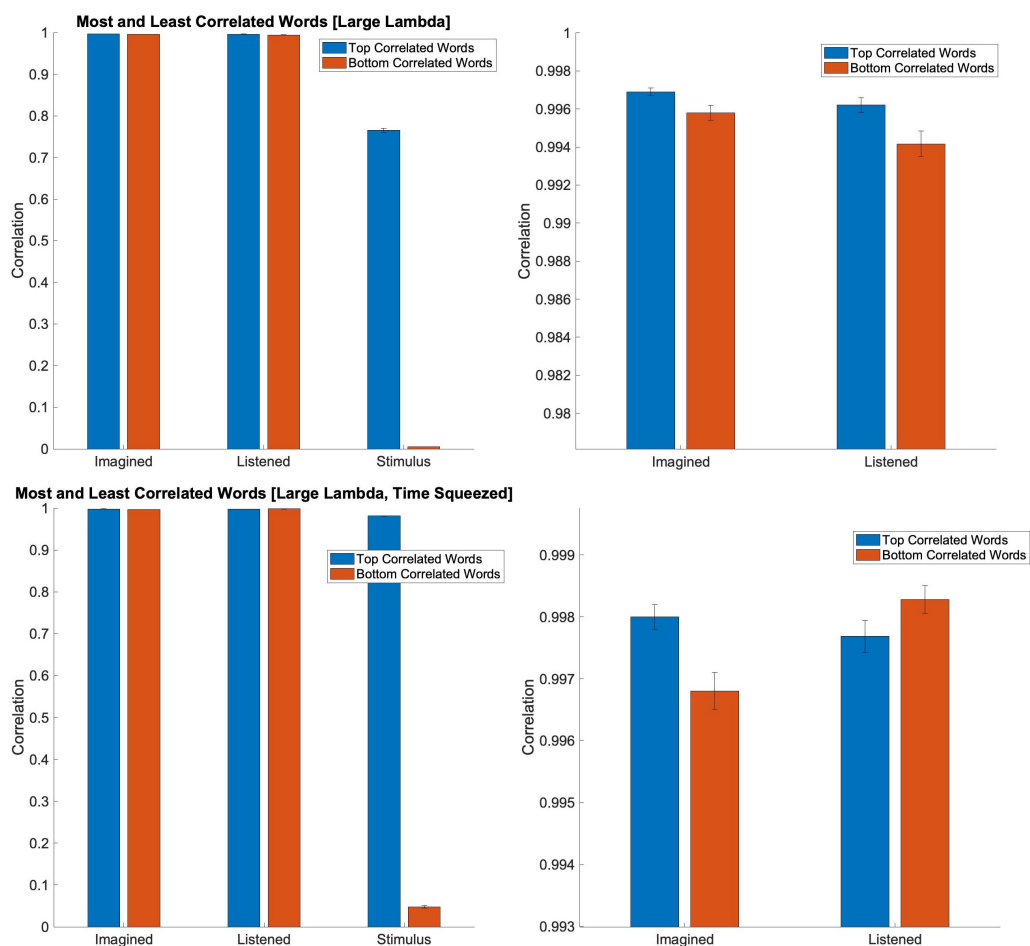 Most and Least Correlated Words [Large Lambda]
Top Correlated Words
Bottom Correlated Words
Correlation
1
0.9
0.8
0.7
0.6
0.5
0.4
0.3
0.2
0.1
0
Imagined Listened Stimulus
Top Correlated Words
Bottom Correlated Words
Correlation
1
0.998
0.996
0.994
0.992
0.99
0.988
0.986
0.984
0.982
0.98
Imagined Listened
Most and Least Correlated Words [Large Lambda, Time Squeezed]
Top Correlated Words
Bottom Correlated Words
Correlation
1
0.9
0.8
0.7
0.6
0.5
0.4
0.3
0.2
0.1
0
Imagined Listened Stimulus
Top Correlated Words
Bottom Correlated Words
Correlation
0.999
0.998
0.997
0.996
0.995
0.994
0.993
Imagined Listened